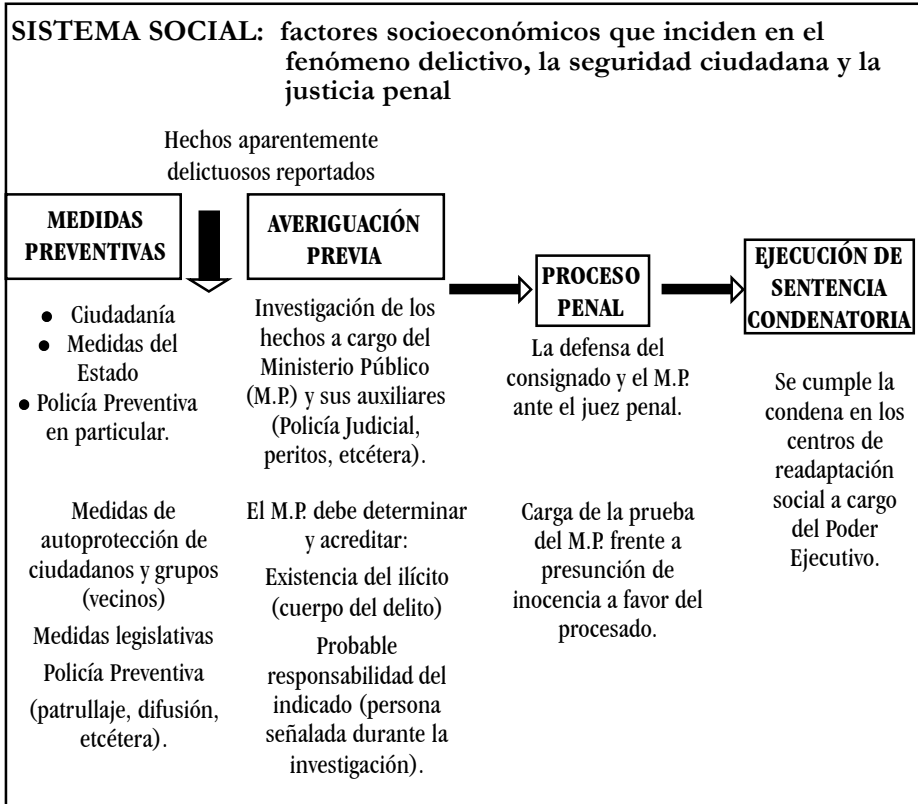 SISTEMA SOCIAL: factores socioeconómicos que inciden en el
fenómeno delictivo, la seguridad ciudadana y la
justicia penal
Hechos aparentemente
delictuosos reportados
MEDIDAS
PREVENTIVAS
● Ciudadanía
● Medidas del
Estado
● Policía Preventiva
en particular.
Medidas de
autoprotección de
ciudadanos y grupos
(vecinos)
Medidas legislativas
Policía Preventiva
(patrullaje, difusión,
etcétera).
AVERIGUACIÓN
PREVIA
Investigación de los
hechos a cargo del
Ministerio Público
(M.P.) y sus auxiliares
(Policía Judicial,
peritos, etcétera).
El M.P. debe determinar
y acreditar:
Existencia del ilícito
(cuerpo del delito)
Probable
responsabilidad del
indicado (persona
señalada durante la
investigación).
PROCESO
PENAL
La defensa del
consignado y el M.P.
ante el juez penal.
Carga de la prueba
del M.P. frente a
presunción de
inocencia a favor del
procesado.
EJECUCIÓN DE
SENTENCIA
CONDENATORIA
Se cumple la
condena en los
centros de
readaptación
social a cargo
del Poder
Ejecutivo.